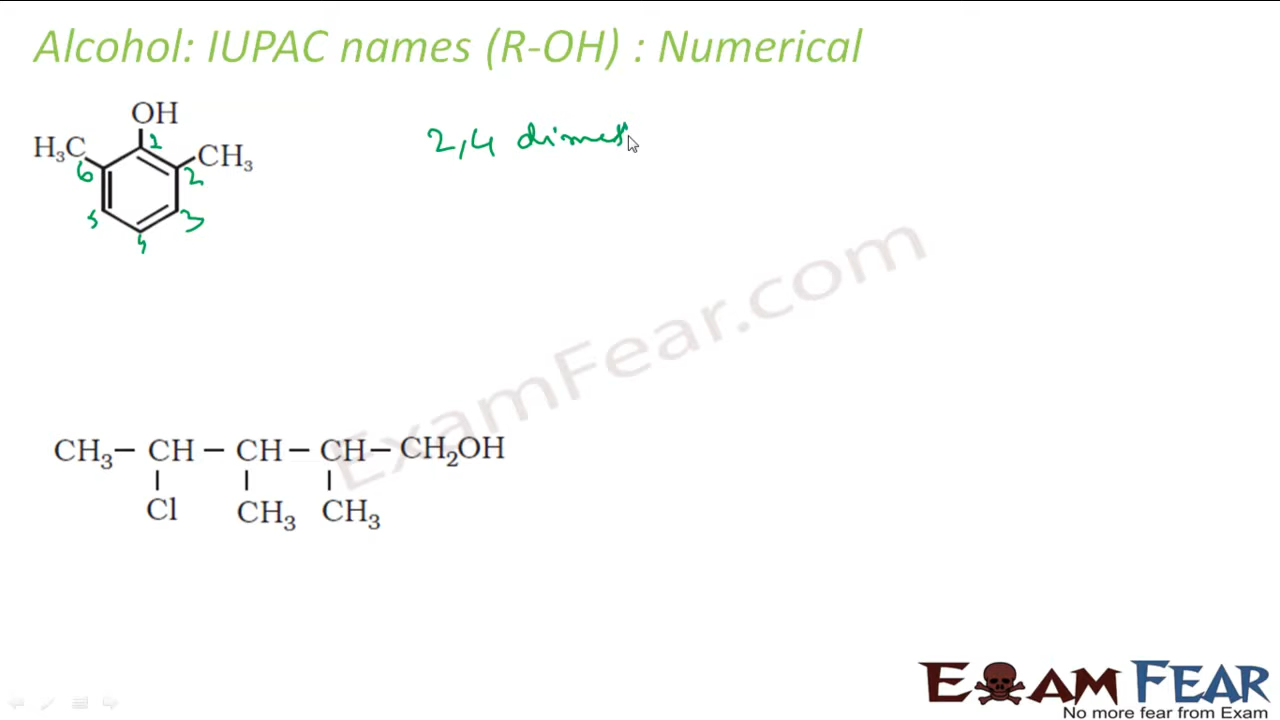 Alcohol: IUPAC names (R-OH) : Numerical
OH
H₃C
1
CH₃
6
2
5
3
4
2,4 dimet
ExamFear.com
CH₃ – CH – CH – CH – CH₂OH
Cl CH₃ CH₃
EXAM FEAR
No more fear from Exam